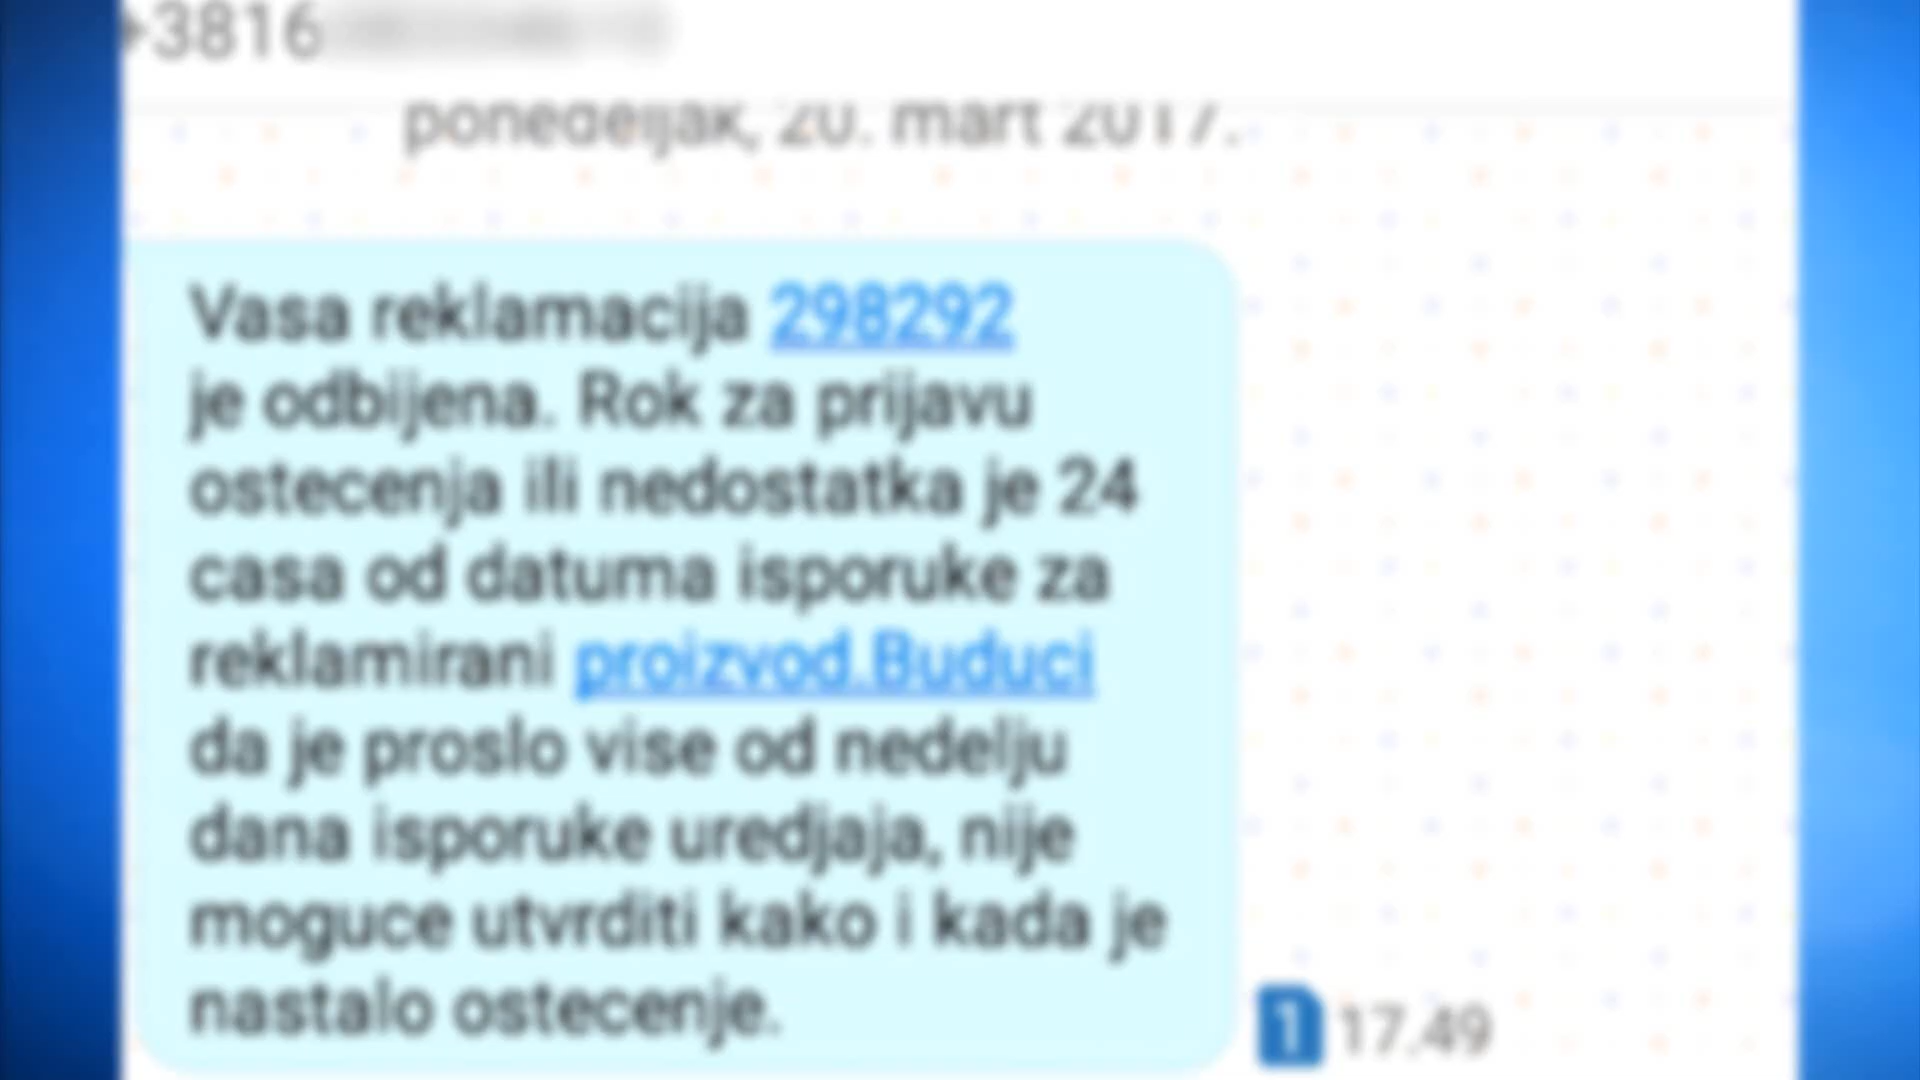 +3816
ponedeljak, 20. mart 2017.
Vasa reklamacija 298292
je odbijena. Rok za prijavu
ostecenja ili nedostatka je 24
casa od datuma isporuke za
reklamirani proizvod.Buduci
da je proslo vise od nedelju
dana isporuke uredjaja, nije
moguce utvrditi kako i kada je
nastalo ostecenje.
1 17.49